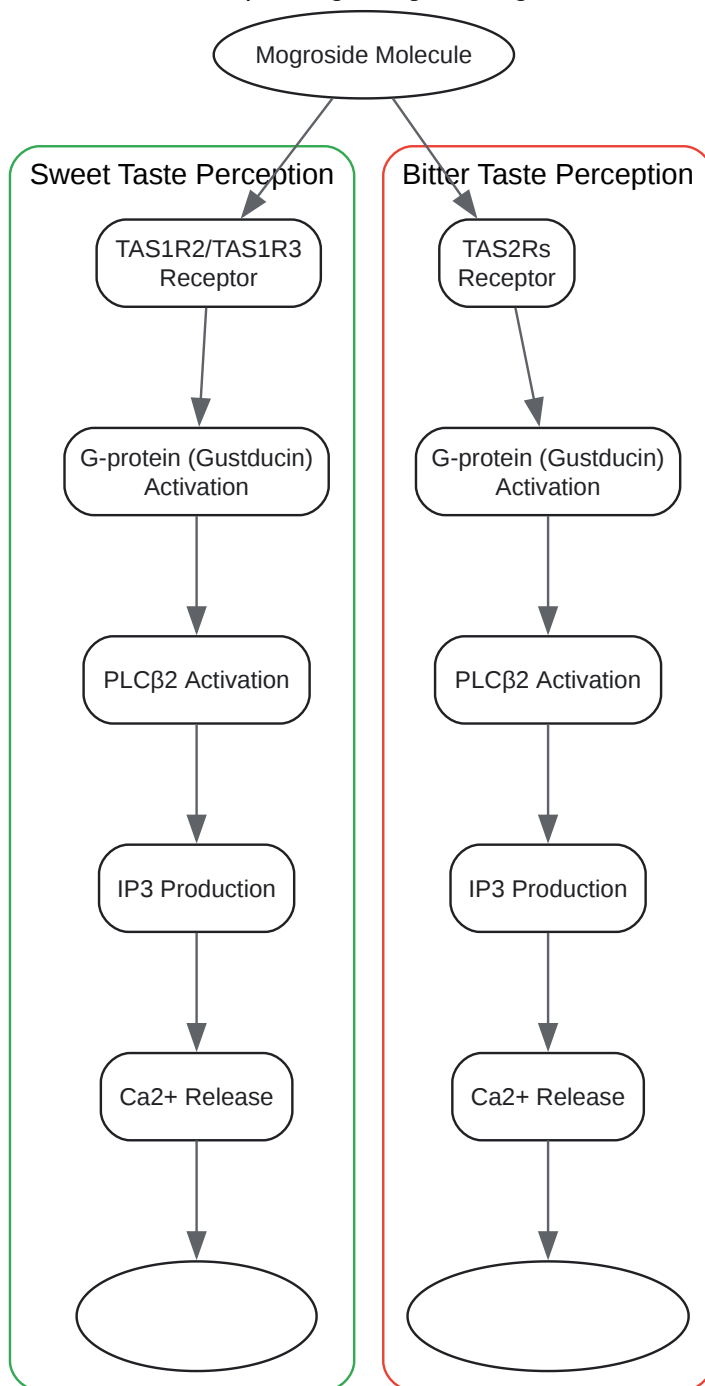 Mogroside Molecule
Sweet Taste Perception
Bitter Taste Perception
TAS1R2/TAS1R3
Receptor
TAS2Rs
Receptor
G-protein (Gustducin)
Activation
G-protein (Gustducin)
Activation
PLCβ2 Activation
PLCβ2 Activation
IP3 Production
IP3 Production
Ca2+ Release
Ca2+ Release